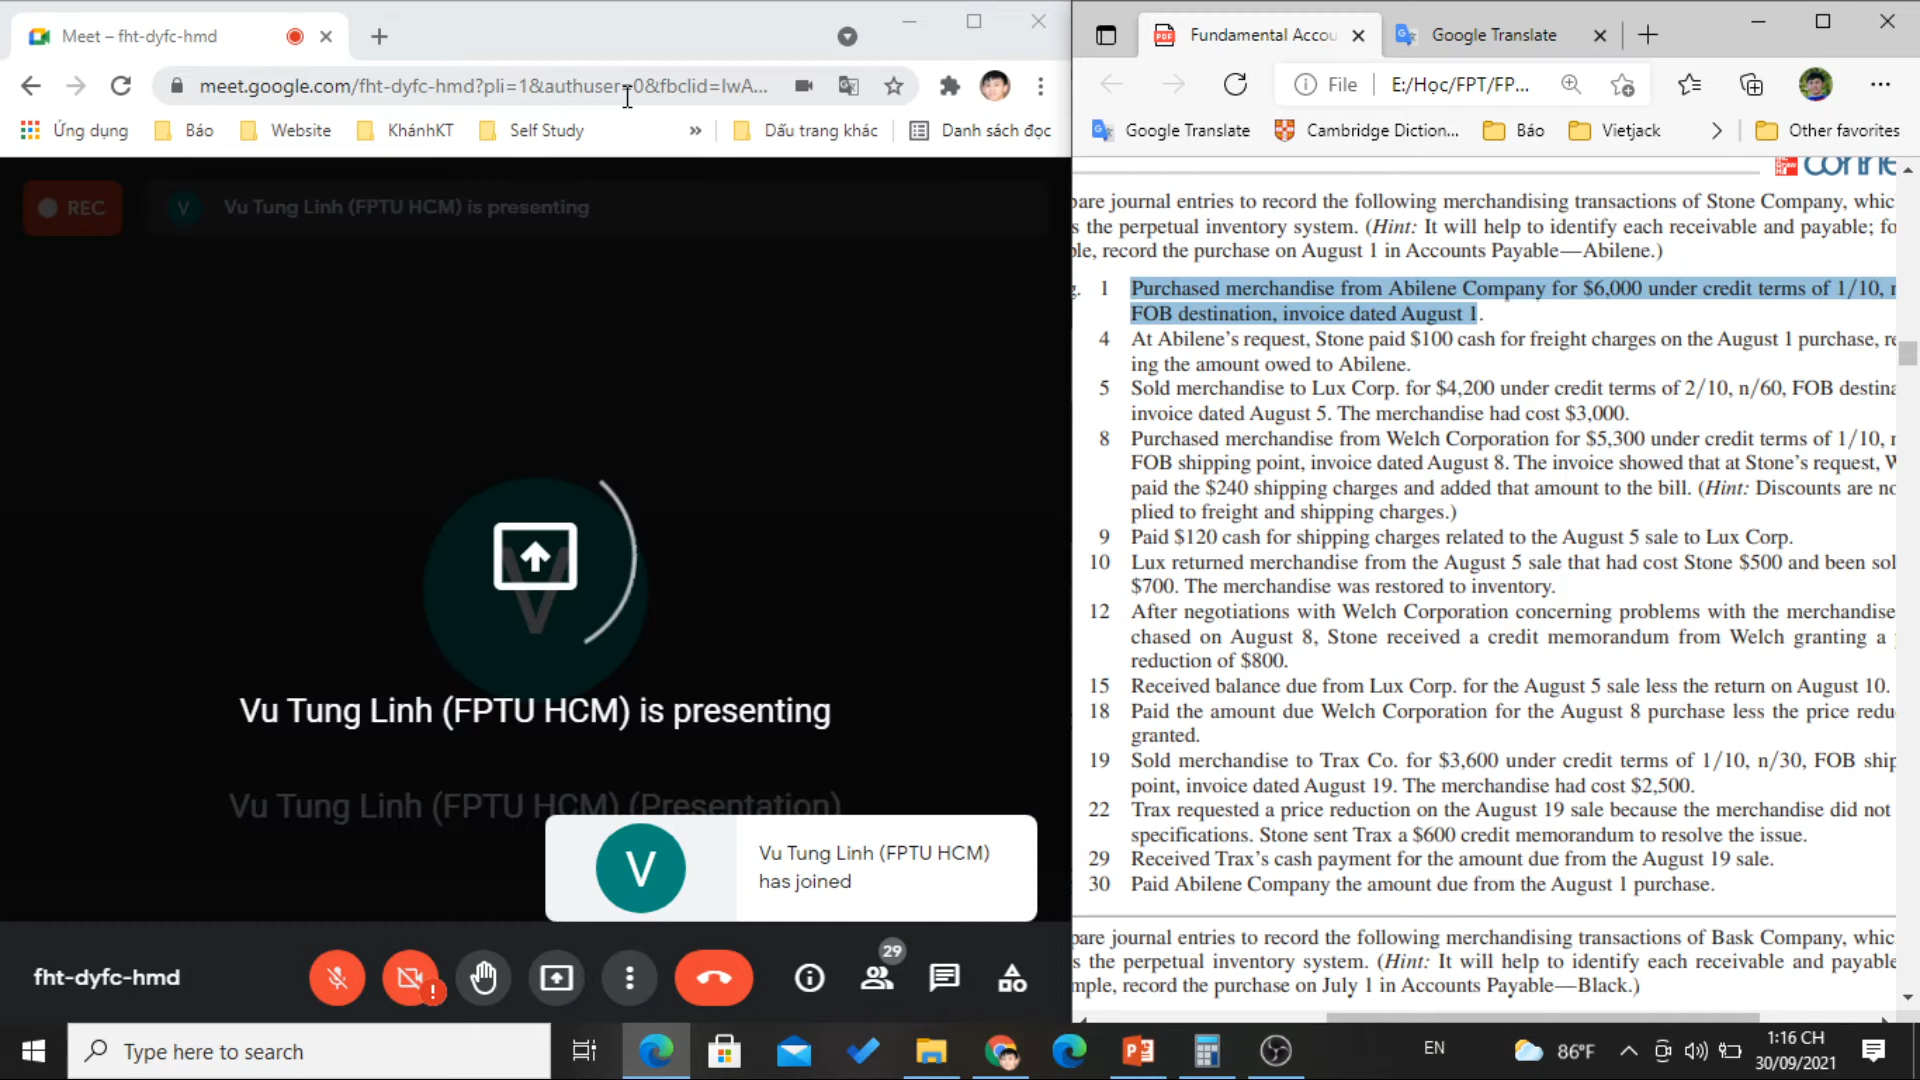 Meet – fht-dyfc-hmd
meet.google.com/fht-dyfc-hmd?pli=1&authuser=0&fbclid=IwA...
Ứng dụng
Báo
Website
KhánhKT
Self Study
»
Dấu trang khác
Danh sách đọc
REC
V
Vu Tung Linh (FPTU HCM) is presenting
V
Vu Tung Linh (FPTU HCM) is presenting
Vu Tung Linh (FPTU HCM) (Presentation)
V
Vu Tung Linh (FPTU HCM)
has joined
fht-dyfc-hmd
29
Fundamental Accou
Google Translate
File
E:/Học/FPT/FP...
Google Translate
Cambridge Diction...
Báo
Vietjack
Other favorites
pare journal entries to record the following merchandising transactions of Stone Company, whic
s the perpetual inventory system. (Hint: It will help to identify each receivable and payable; fo
ple, record the purchase on August 1 in Accounts Payable—Abilene.)
g. 1 Purchased merchandise from Abilene Company for $6,000 under credit terms of 1/10, n
FOB destination, invoice dated August 1.
4 At Abilene's request, Stone paid $100 cash for freight charges on the August 1 purchase, re
ing the amount owed to Abilene.
5 Sold merchandise to Lux Corp. for $4,200 under credit terms of 2/10, n/60, FOB destina
invoice dated August 5. The merchandise had cost $3,000.
8 Purchased merchandise from Welch Corporation for $5,300 under credit terms of 1/10, n
FOB shipping point, invoice dated August 8. The invoice showed that at Stone's request, W
paid the $240 shipping charges and added that amount to the bill. (Hint: Discounts are no
plied to freight and shipping charges.)
9 Paid $120 cash for shipping charges related to the August 5 sale to Lux Corp.
10 Lux returned merchandise from the August 5 sale that had cost Stone $500 and been sol
$700. The merchandise was restored to inventory.
12 After negotiations with Welch Corporation concerning problems with the merchandise
chased on August 8, Stone received a credit memorandum from Welch granting a
reduction of $800.
15 Received balance due from Lux Corp. for the August 5 sale less the return on August 10.
18 Paid the amount due Welch Corporation for the August 8 purchase less the price redu
granted.
19 Sold merchandise to Trax Co. for $3,600 under credit terms of 1/10, n/30, FOB ship
point, invoice dated August 19. The merchandise had cost $2,500.
22 Trax requested a price reduction on the August 19 sale because the merchandise did not
specifications. Stone sent Trax a $600 credit memorandum to resolve the issue.
29 Received Trax's cash payment for the amount due from the August 19 sale.
30 Paid Abilene Company the amount due from the August 1 purchase.
pare journal entries to record the following merchandising transactions of Bask Company, whic
s the perpetual inventory system. (Hint: It will help to identify each receivable and payable
mple, record the purchase on July 1 in Accounts Payable—Black.)
Type here to search
EN
86°F
1:16 CH
30/09/2021